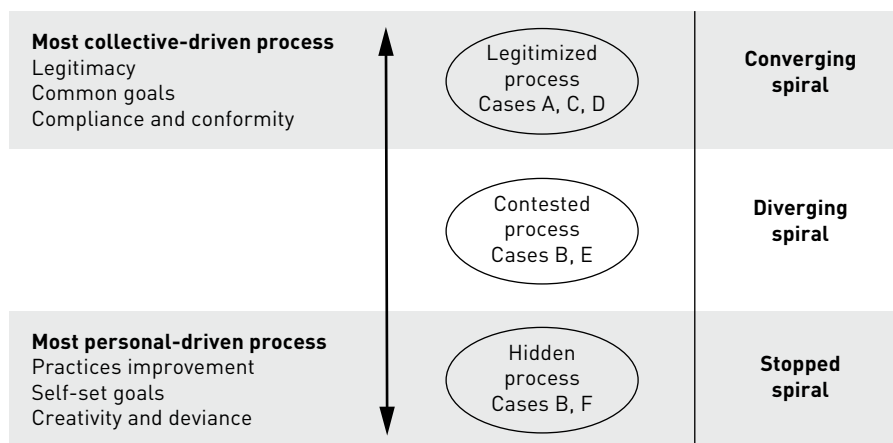 Most collective-driven process
Legitimacy
Common goals
Compliance and conformity
Legitimized
process
Cases A, C, D
Converging
spiral
Contested
process
Cases B, E
Diverging
spiral
Most personal-driven process
Practices improvement
Self-set goals
Creativity and deviance
Hidden
process
Cases B, F
Stopped
spiral